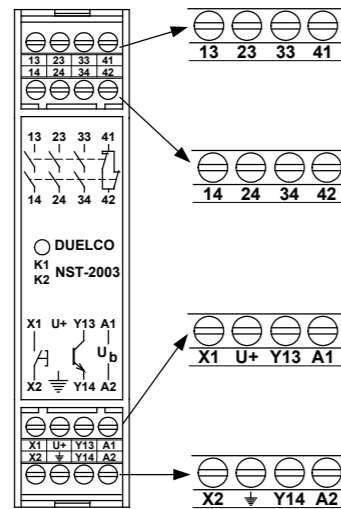 13 23 33 41
14 24 34 42
13 23 33 41
14 24 34 42
DUELCO
K1
K2 NST-2003
X1 U+ Y13 A1
Ub
X2 Y14 A2
X1 U+ Y13 A1
X2 Y14 A2
13 23 33 41
14 24 34 42
X1 U+ Y13 A1
X2 Y14 A2